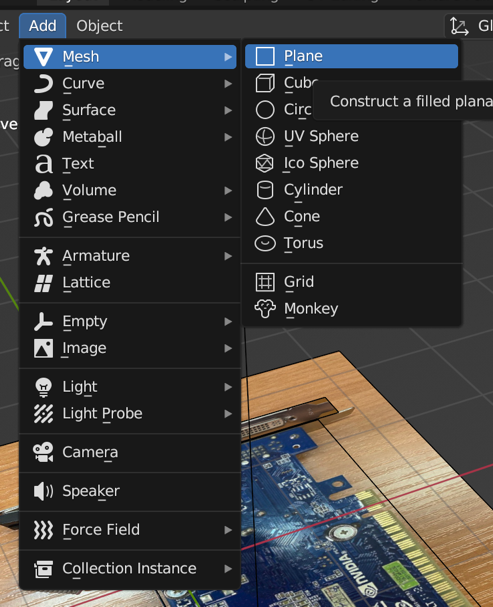 ct Add Object Gl
Mesh
Curve
Surface
Metaball
Text
Volume
Grease Pencil
Armature
Lattice
Empty
Image
Light
Light Probe
Camera
Speaker
Force Field
Collection Instance
Plane
Cube
Circ
UV Sphere
Ico Sphere
Cylinder
Cone
Torus
Grid
Monkey
Construct a filled plana
rag
ve
NVIDIA